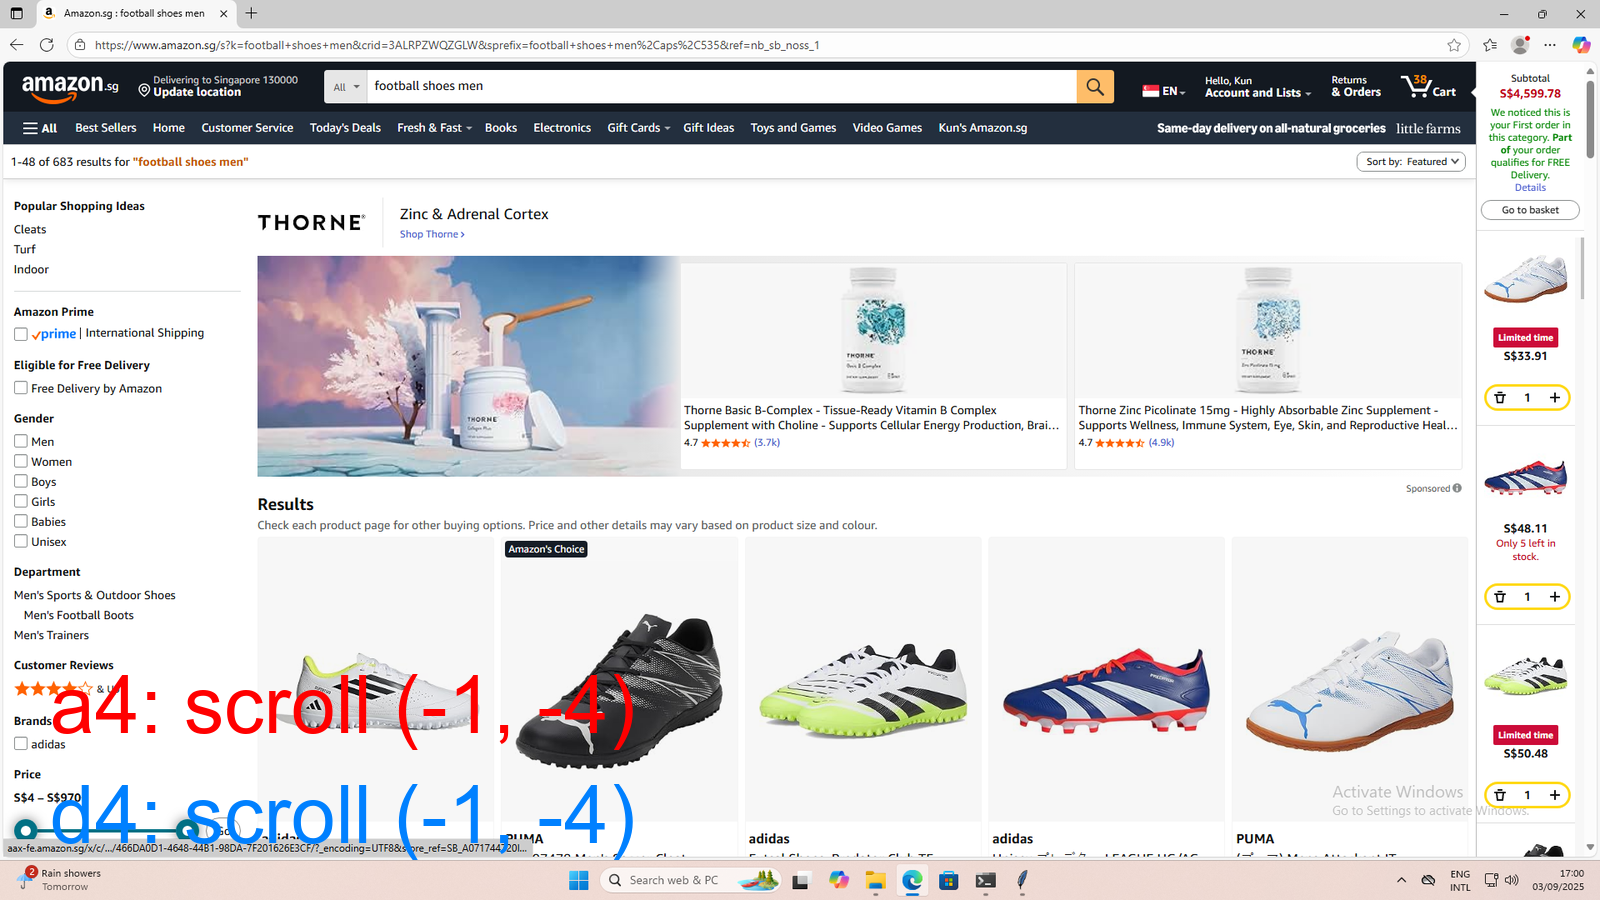 Amazon.sg : football shoes men
https://www.amazon.sg/s?k=football+shoes+men&crid=3ALRPZWQZGLW&sprefix=football+shoes+men%2Caps%2C535&ref=nb_sb_noss_1
amazon.sg
Delivering to Singapore 130000
Update location
All
football shoes men
EN
Hello, Kun
Account and Lists
Returns
& Orders
38
Cart
All
Best Sellers
Home
Customer Service
Today's Deals
Fresh & Fast
Books
Electronics
Gift Cards
Gift Ideas
Toys and Games
Video Games
Kun's Amazon.sg
Same-day delivery on all-natural groceries little farms
1-48 of 683 results for "football shoes men"
Sort by: Featured
Popular Shopping Ideas
Cleats
Turf
Indoor
Amazon Prime
prime | International Shipping
Eligible for Free Delivery
Free Delivery by Amazon
Gender
Men
Women
Boys
Girls
Babies
Unisex
Department
Men's Sports & Outdoor Shoes
Men's Football Boots
Men's Trainers
Customer Reviews
& U
Brands
adidas
Price
S$4 – S$970
Go
THORNE
Zinc & Adrenal Cortex
Shop Thorne
THORNE
Collagen Plus
THORNE
Basic B Complex
THORNE
Zinc Picolinate 15 mg
Thorne Basic B-Complex - Tissue-Ready Vitamin B Complex
Supplement with Choline - Supports Cellular Energy Production, Brai...
4.7 (3.7k)
Thorne Zinc Picolinate 15mg - Highly Absorbable Zinc Supplement -
Supports Wellness, Immune System, Eye, Skin, and Reproductive Heal...
4.7 (4.9k)
Sponsored
Results
Check each product page for other buying options. Price and other details may vary based on product size and colour.
Amazon's Choice
a4: scroll (-1, -4)
d4: scroll (-1, -4)
adidas
PUMA
adidas
adidas
PUMA
aax-fe.amazon.sg/x/c/.../466DA0D1-4648-44B1-98DA-7F201626E3CF/?_encoding=UTF8&store_ref=SB_A071744720I...
Subtotal
S$4,599.78
We noticed this is
your First order in
this category. Part
of your order
qualifies for FREE
Delivery.
Details
Go to basket
Limited time
S$33.91
1
S$48.11
Only 5 left in
stock.
1
Limited time
S$50.48
1
Activate Windows
Go to Settings to activate Windows.
2
Rain showers
Tomorrow
Search web & PC
ENG
INTL
17:00
03/09/2025